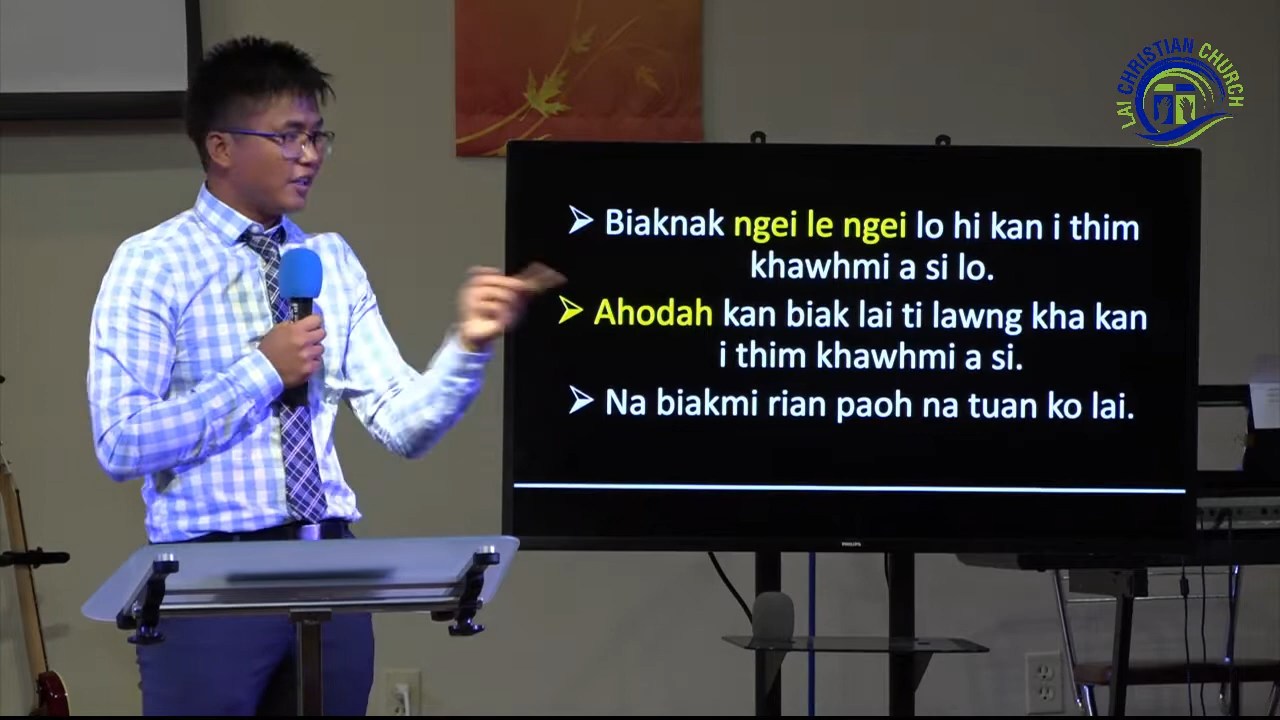 LAI CHRISTIAN CHURCH
➢ Biaknak ngei le ngei lo hi kan i thim
khawhmi a si lo.
➢ Ahodah kan biak lai ti lawng kha kan
i thim khawhmi a si.
➢ Na biakmi rian paoh na tuan ko lai.
PHILIPS